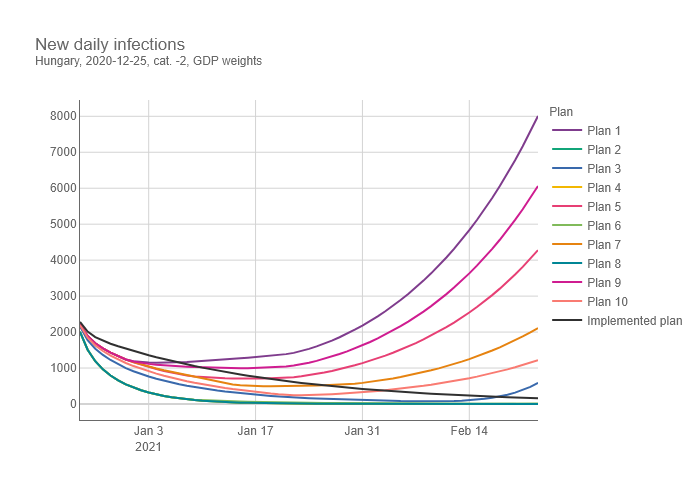 New daily infections
Hungary, 2020-12-25, cat. -2, GDP weights
8000
7000
6000
5000
4000
3000
2000
1000
0
Jan 3
2021
Jan 17
Jan 31
Feb 14
Plan
Plan 1
Plan 2
Plan 3
Plan 4
Plan 5
Plan 6
Plan 7
Plan 8
Plan 9
Plan 10
Implemented plan